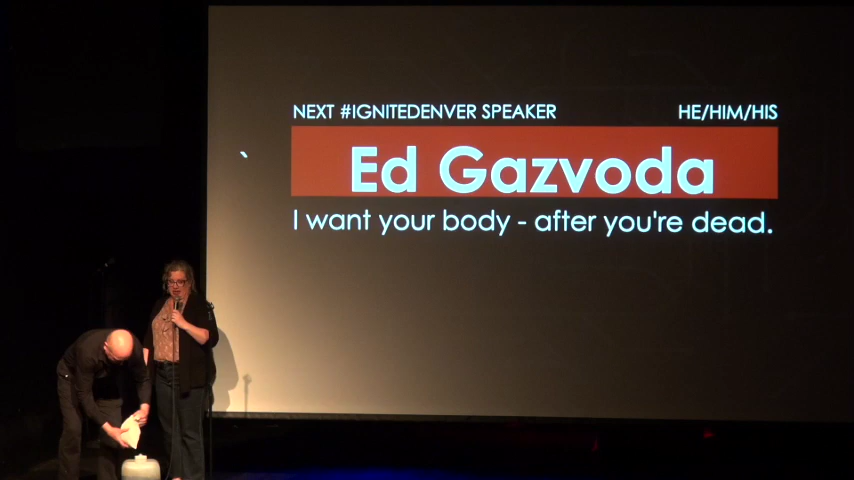 NEXT #IGNITEDENVER SPEAKER HE/HIM/HIS
Ed Gazvoda
I want your body - after you're dead.